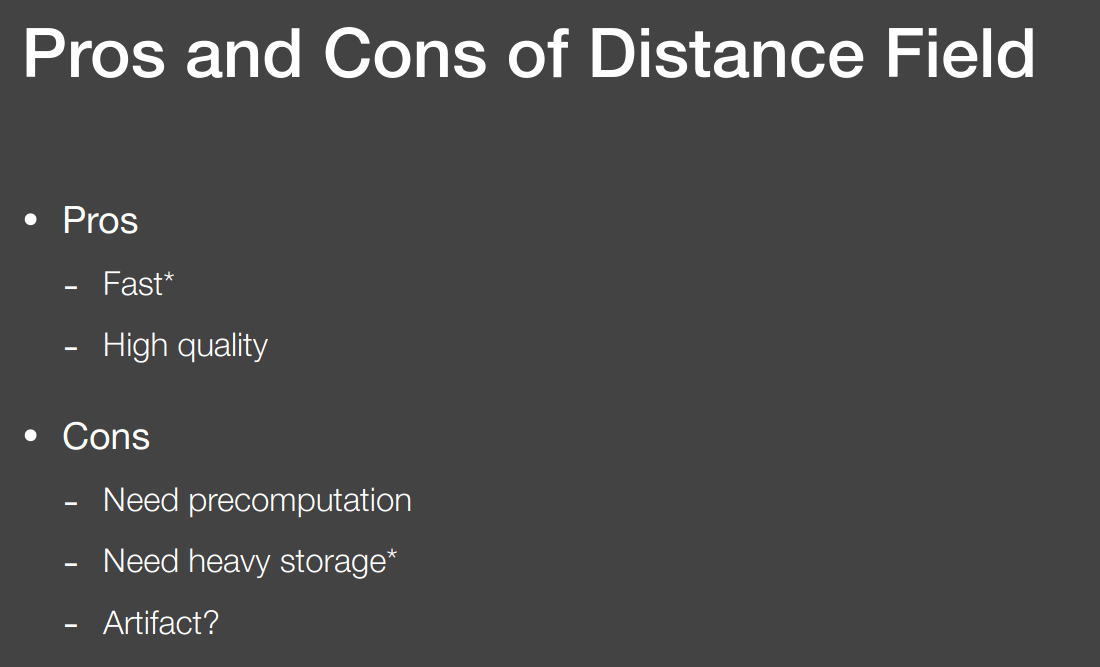 Pros and Cons of Distance Field
• Pros
- Fast*
- High quality
• Cons
- Need precomputation
- Need heavy storage*
- Artifact?